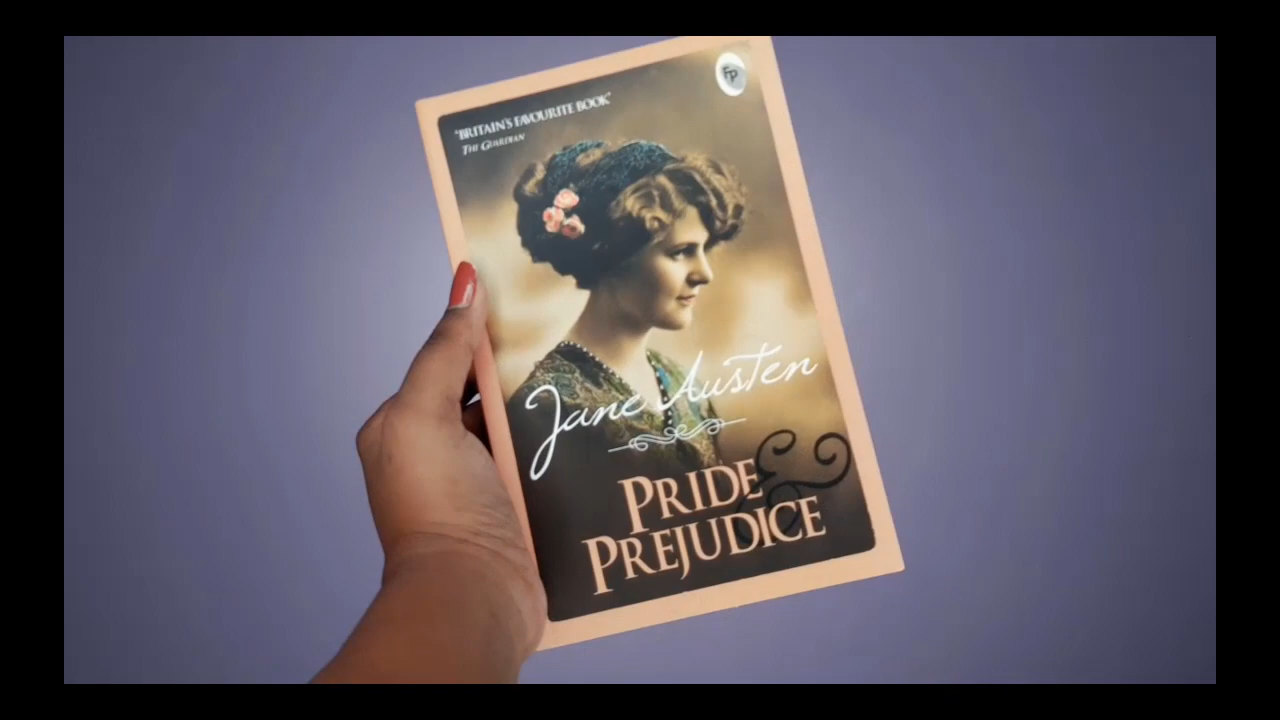 "BRITAIN'S FAVOURITE BOOK"
THE GUARDIAN
FP
Jane Austen
PRIDE &
PREJUDICE